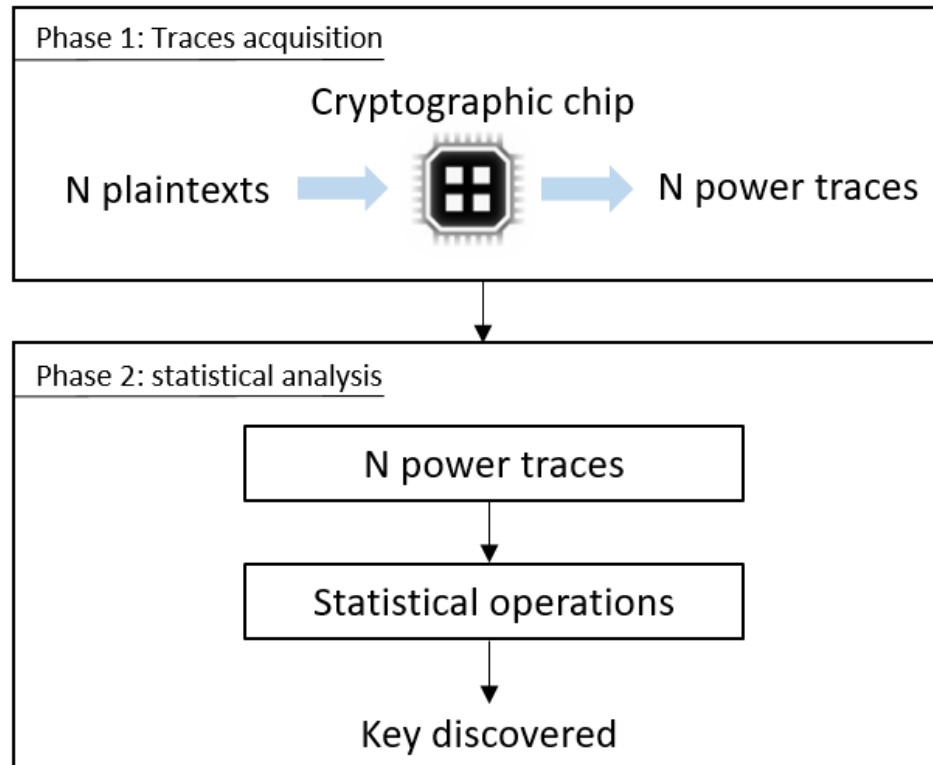 Phase 1: Traces acquisition
Cryptographic chip
N plaintexts
N power traces
Phase 2: statistical analysis
N power traces
Statistical operations
Key discovered